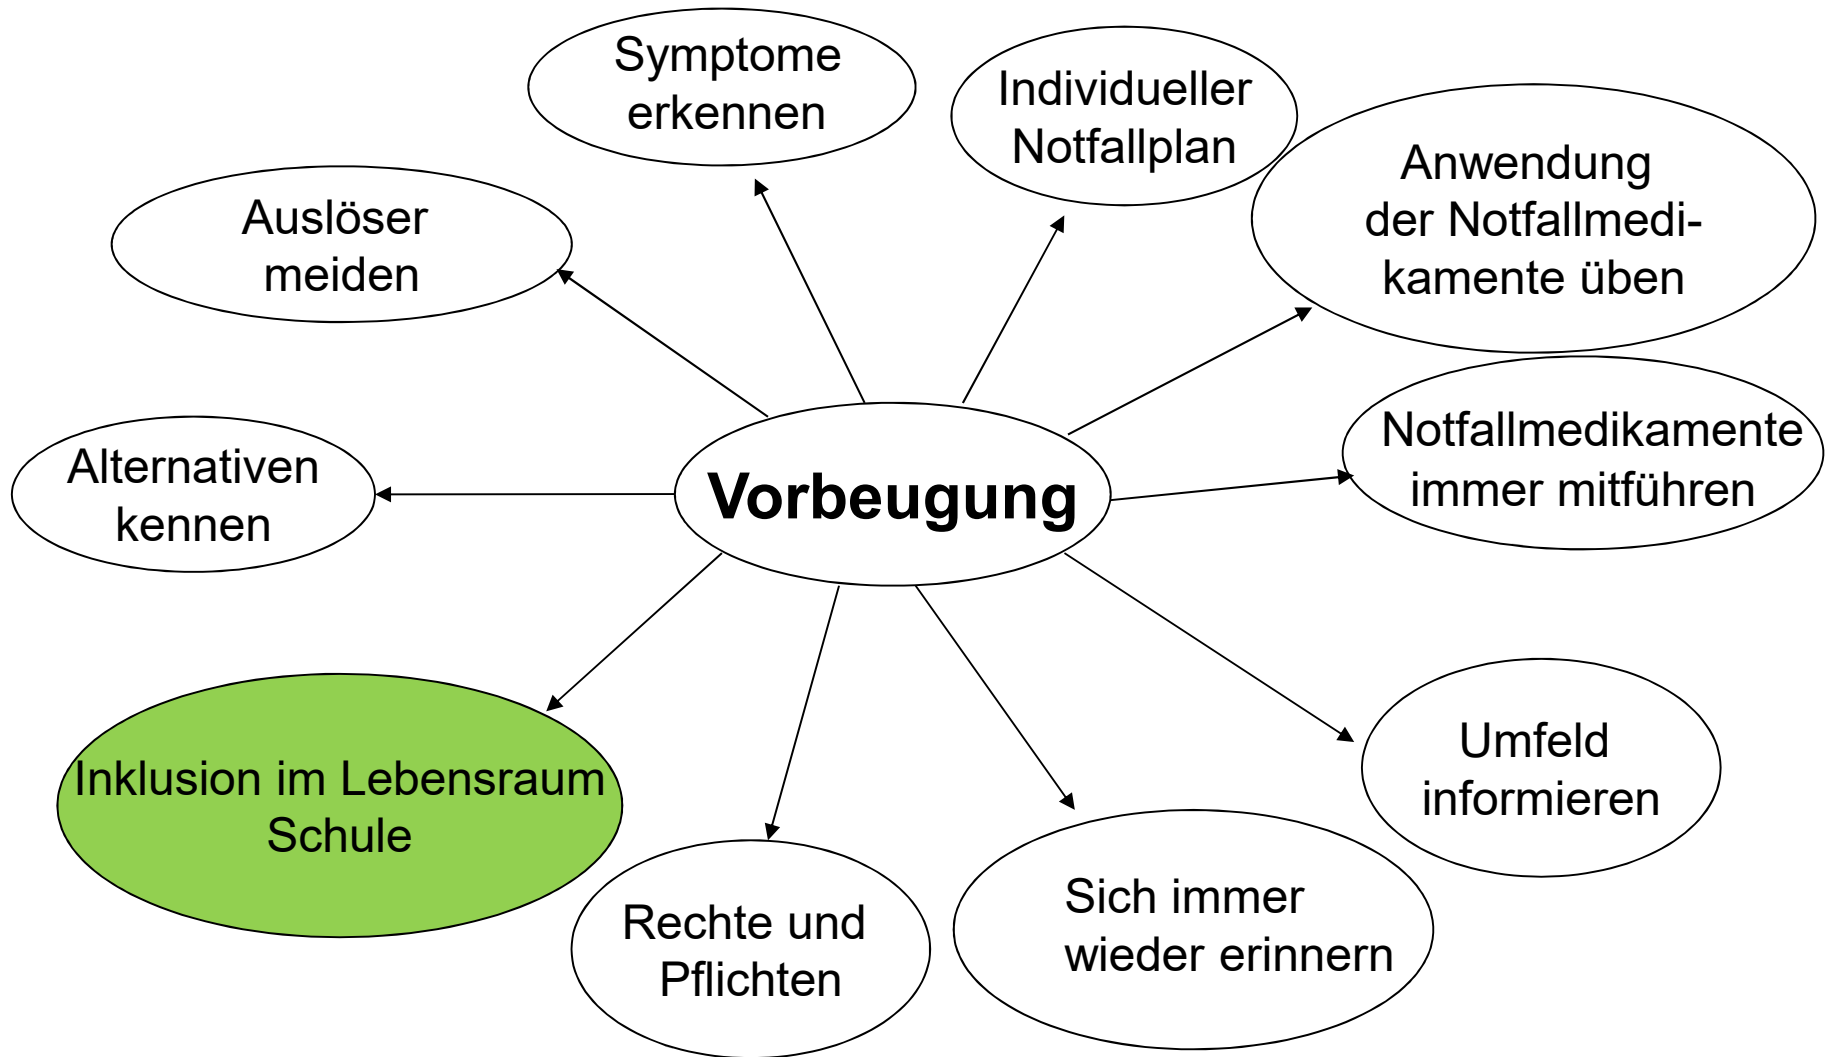 Symptome
erkennen
Individueller
Notfallplan
Anwendung
der Notfallmedi-
kamente üben
Auslöser
meiden
Notfallmedikamente
immer mitführen
Alternativen
kennen
Vorbeugung
Inklusion im Lebensraum
Schule
Umfeld
informieren
Rechte und
Pflichten
Sich immer
wieder erinnern